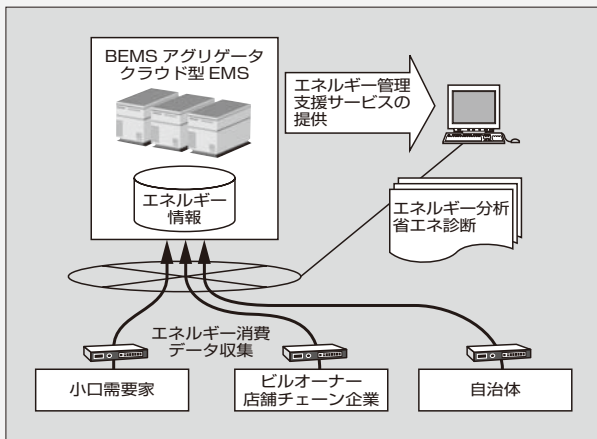 BEMS アグリゲータ
クラウド型 EMS
エネルギー管理
支援サービスの
提供
エネルギー
情報
エネルギー分析
省エネ診断
エネルギー消費
データ収集
小口需要家
ビルオーナー
店舗チェーン企業
自治体